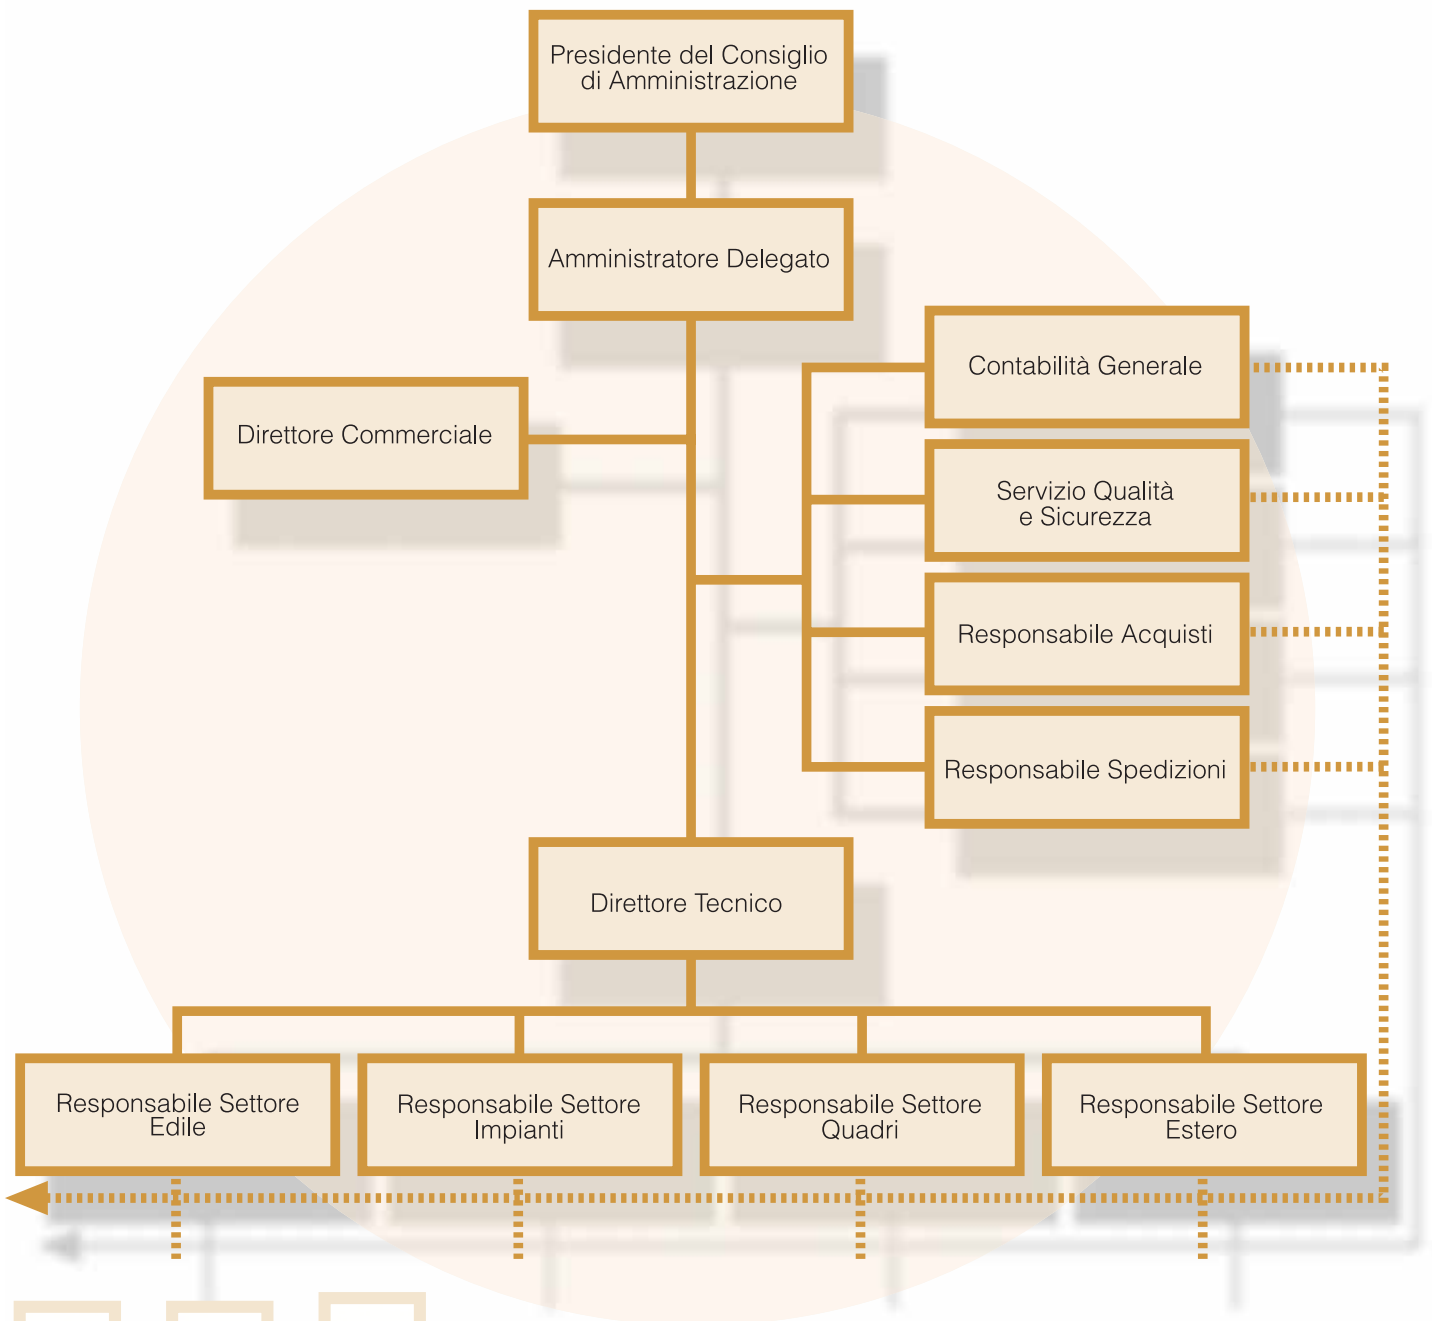 Presidente del Consiglio
di Amministrazione
Amministratore Delegato
Contabilità Generale
Direttore Commerciale
Servizio Qualità
e Sicurezza
Responsabile Acquisti
Responsabile Spedizioni
Direttore Tecnico
Responsabile Settore
Edile
Responsabile Settore
Impianti
Responsabile Settore
Quadri
Responsabile Settore
Estero